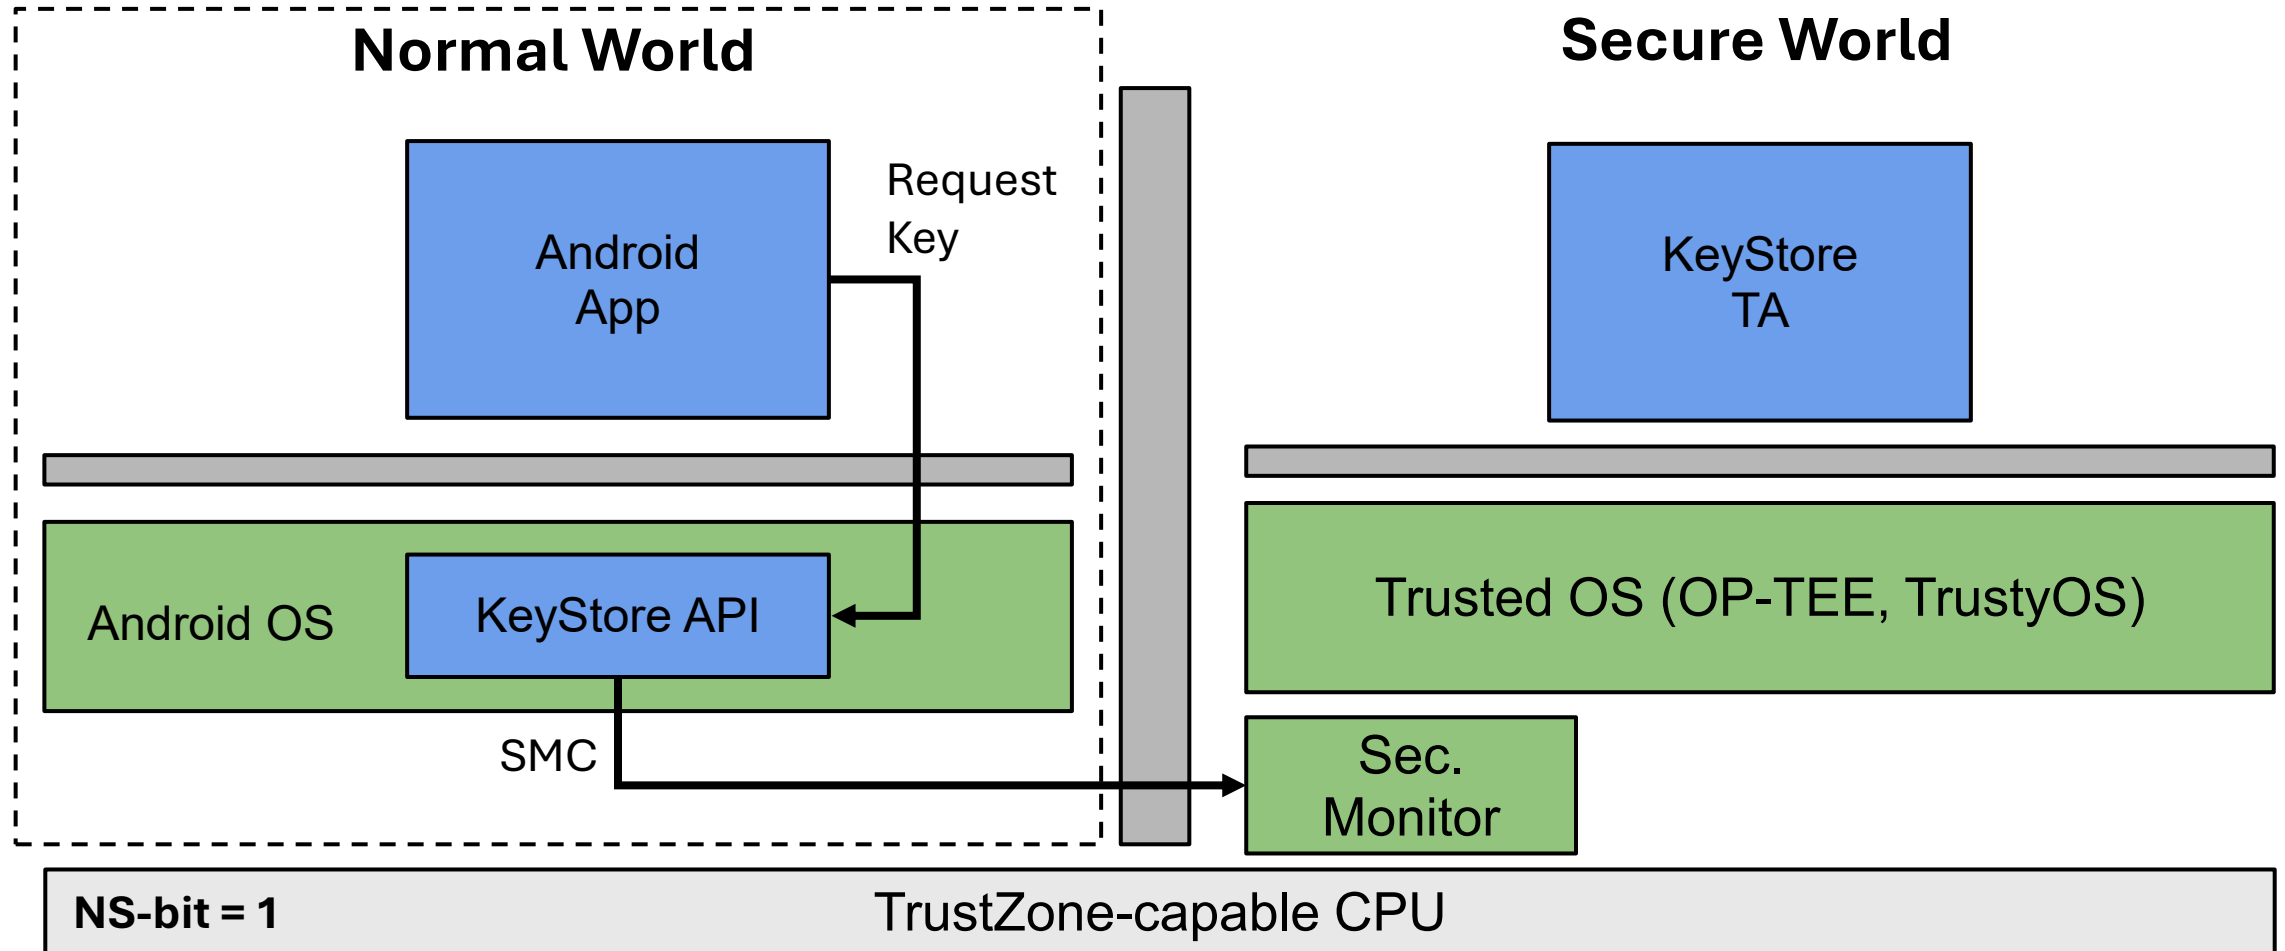 Normal World
Secure World
Request
Key
Android
App
KeyStore
TA
Android OS
KeyStore API
Trusted OS (OP-TEE, TrustyOS)
SMC
Sec.
Monitor
NS-bit = 1
TrustZone-capable CPU